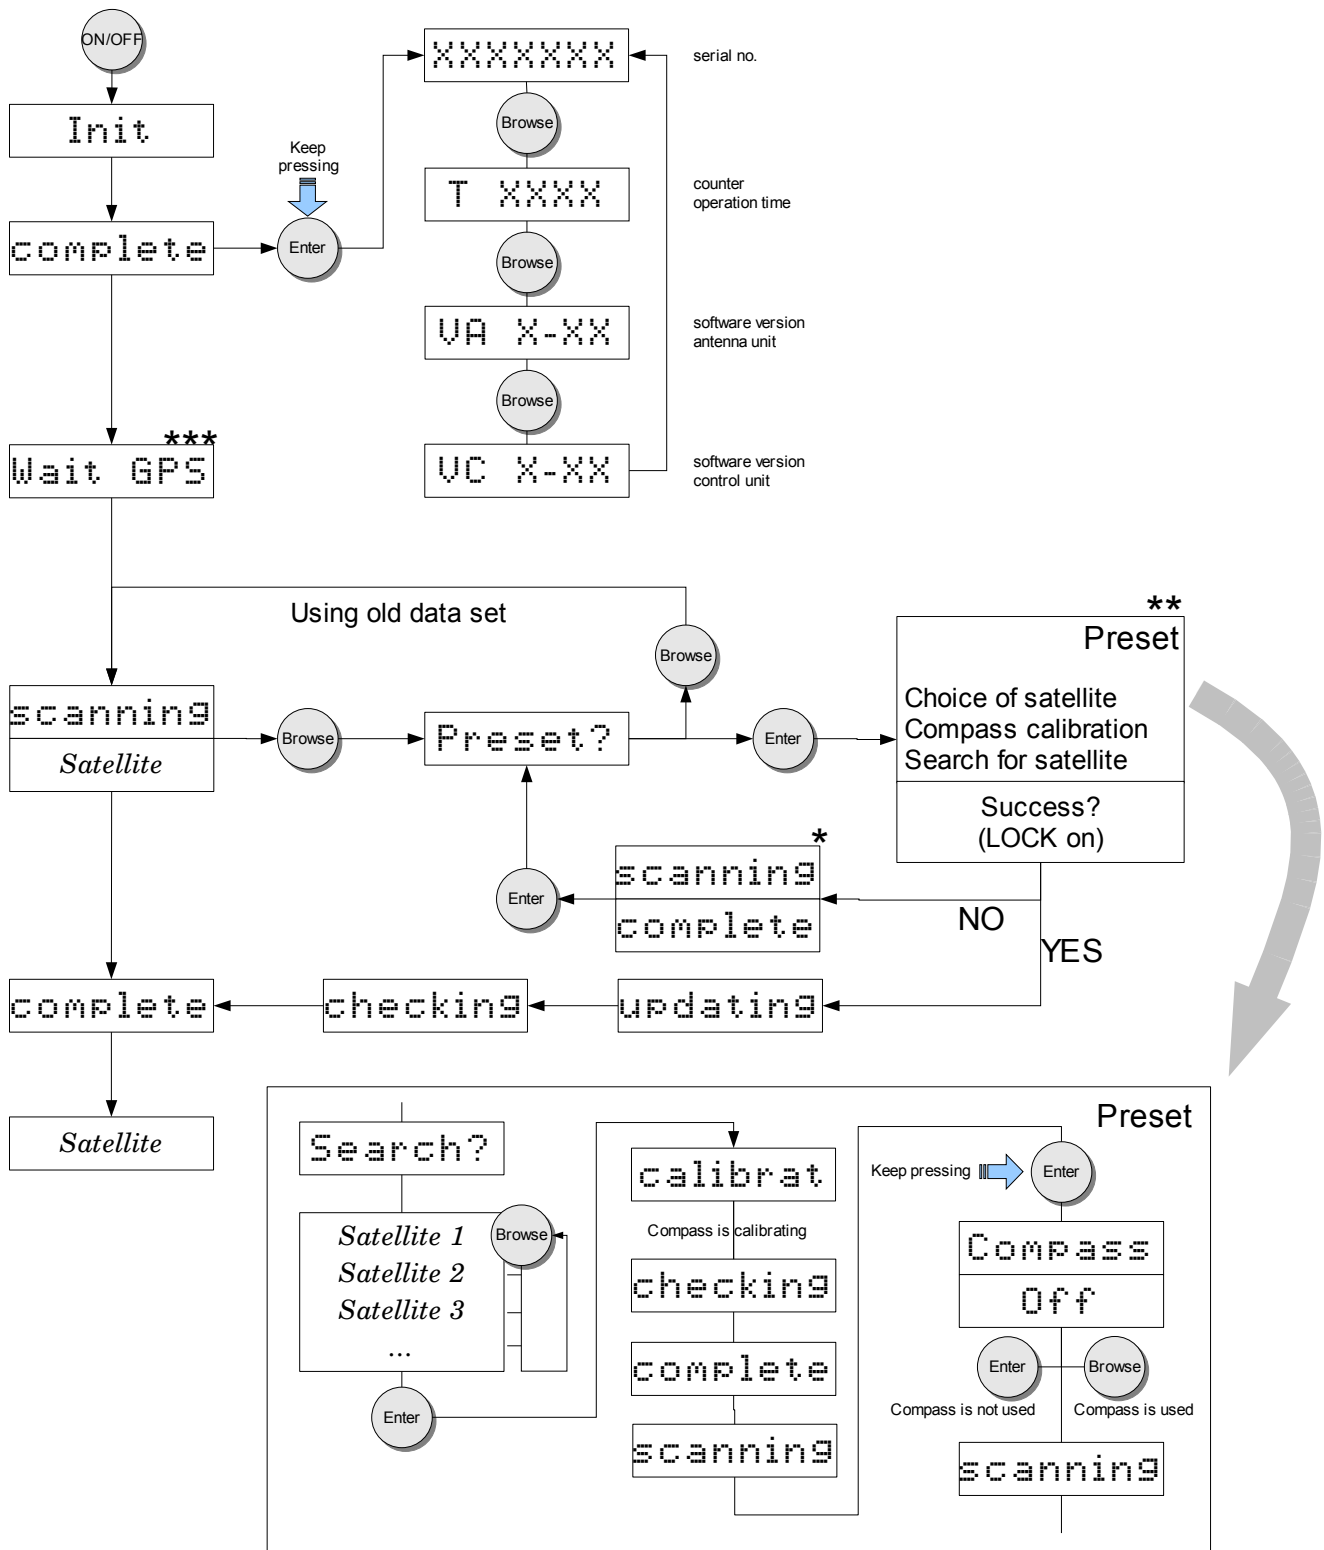 ON/OFF
XXXXXXX
serial no.
Init
Browse
Keep
pressing
T XXXX
counter
operation time
complete
Enter
Browse
VA X-XX
software version
antenna unit
Browse
***
Wait GPS
VC X-XX
software version
control unit
Using old data set
Browse
**
Preset
Choice of satellite
Compass calibration
Search for satellite
Success?
(LOCK on)
scanning
Satellite
Browse
Preset?
Enter
*
scanning
complete
Enter
NO
YES
complete
checking
updating
Satellite
Preset
Search?
Satellite 1
Satellite 2
Satellite 3
...
Browse
Enter
calibrat
Compass is calibrating
checking
complete
scanning
Keep pressing
Enter
Compass
Off
Enter
Browse
Compass is not used
Compass is used
scanning